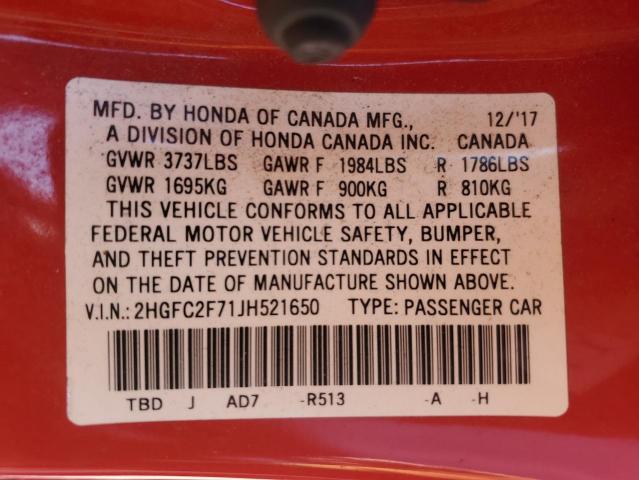 MFD. BY HONDA OF CANADA MFG., 12/'17
A DIVISION OF HONDA CANADA INC. CANADA
GVWR 3737LBS GAWR F 1984LBS R 1786LBS
GVWR 1695KG GAWR F 900KG R 810KG
THIS VEHICLE CONFORMS TO ALL APPLICABLE
FEDERAL MOTOR VEHICLE SAFETY, BUMPER,
AND THEFT PREVENTION STANDARDS IN EFFECT
ON THE DATE OF MANUFACTURE SHOWN ABOVE.
V.I.N.: 2HGFC2F71JH521650 TYPE: PASSENGER CAR
TBD J AD7 -R513 -A -H